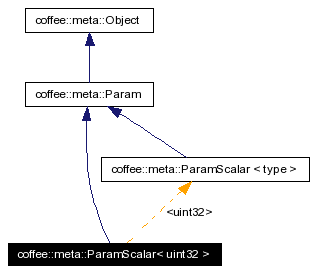 coffee::meta::Object
coffee::meta::Param
coffee::meta::ParamScalar < type >
<uint32>
coffee::meta::ParamScalar< uint32 >